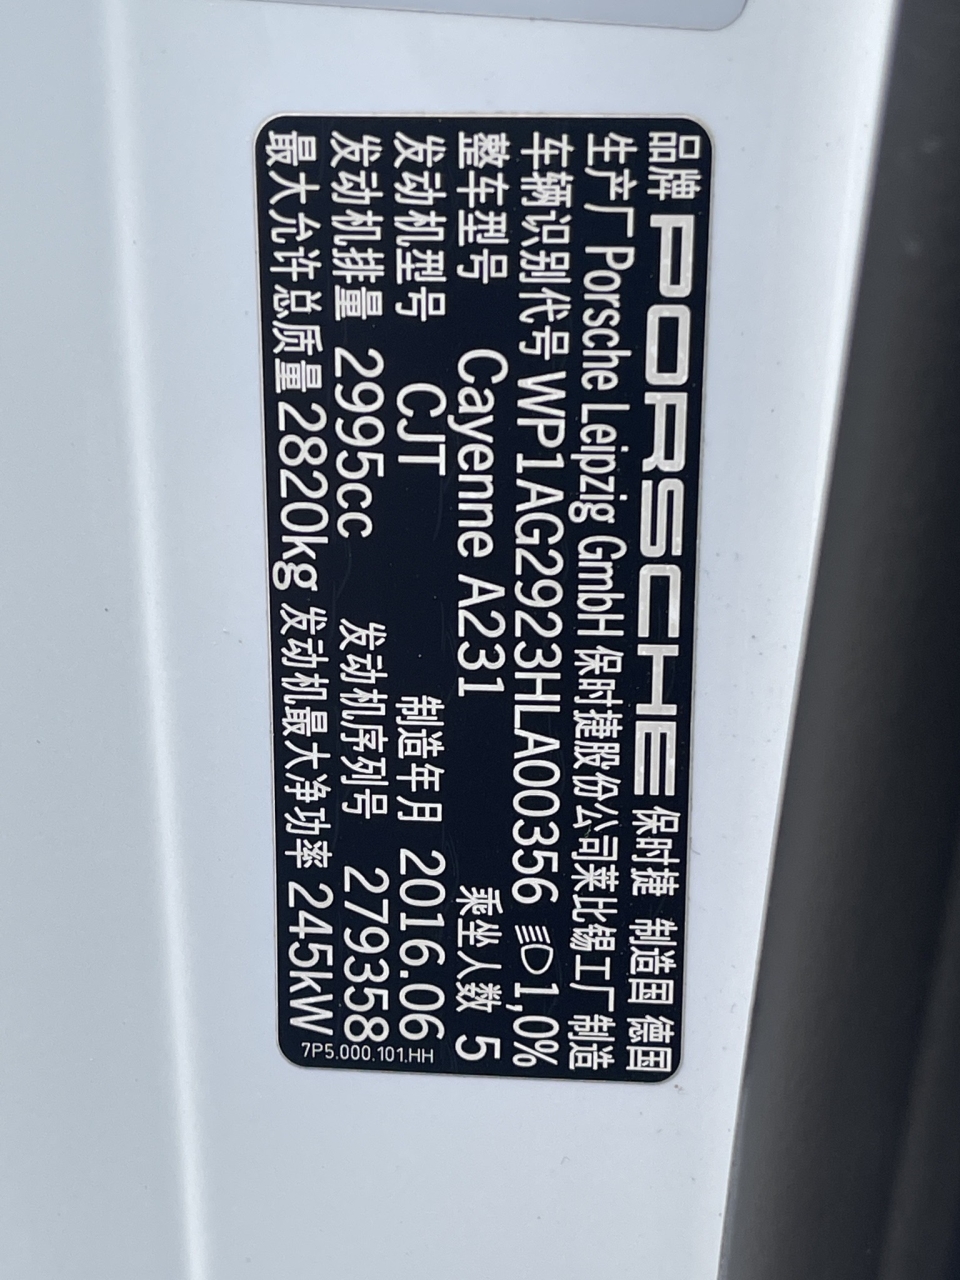 品牌 PORSCHE 保时捷 制造国 德国
生产厂 Porsche Leipzig GmbH 保时捷股份公司莱比锡工厂 制造
车辆识别代号 WP1AG2923HLA00356 1,0%
整车型号 Cayenne A231 乘坐人数 5
发动机型号 CJT 制造年月 2016.06
发动机排量 2995cc 发动机序列号 279358
最大允许总质量 2820kg 发动机最大净功率 245kW
7P5.000.101.HH